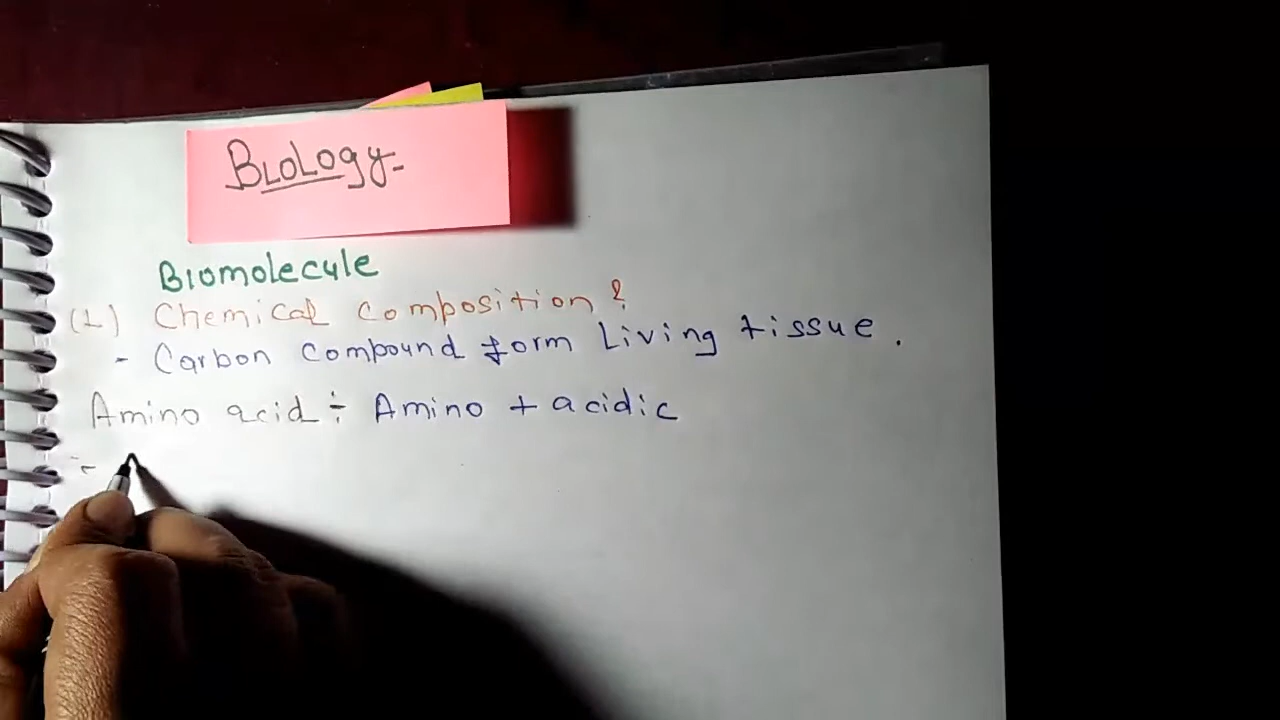 BioLogy-
Biomolecule
(1) Chemical composition?
- Carbon compound form Living tissue.
Amino acid ÷ Amino + acidic